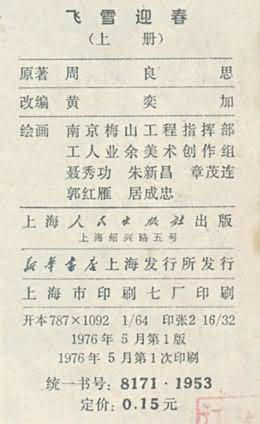 飞雪迎春
(上册)
原著 周良思
改编 黄奕加
绘画 南京梅山工程指挥部
工人业余美术创作组
聂秀功 朱新昌 章茂连
郭红雁 居成忠
上海人民出版社出版
上海绍兴路五号
新华书店上海发行所发行
上海市印刷七厂印刷
开本787×1092 1/64 印张2 16/32
1976年5月第1版
1976年5月第1次印刷
统一书号: 8171·1953
定价: 0.15元